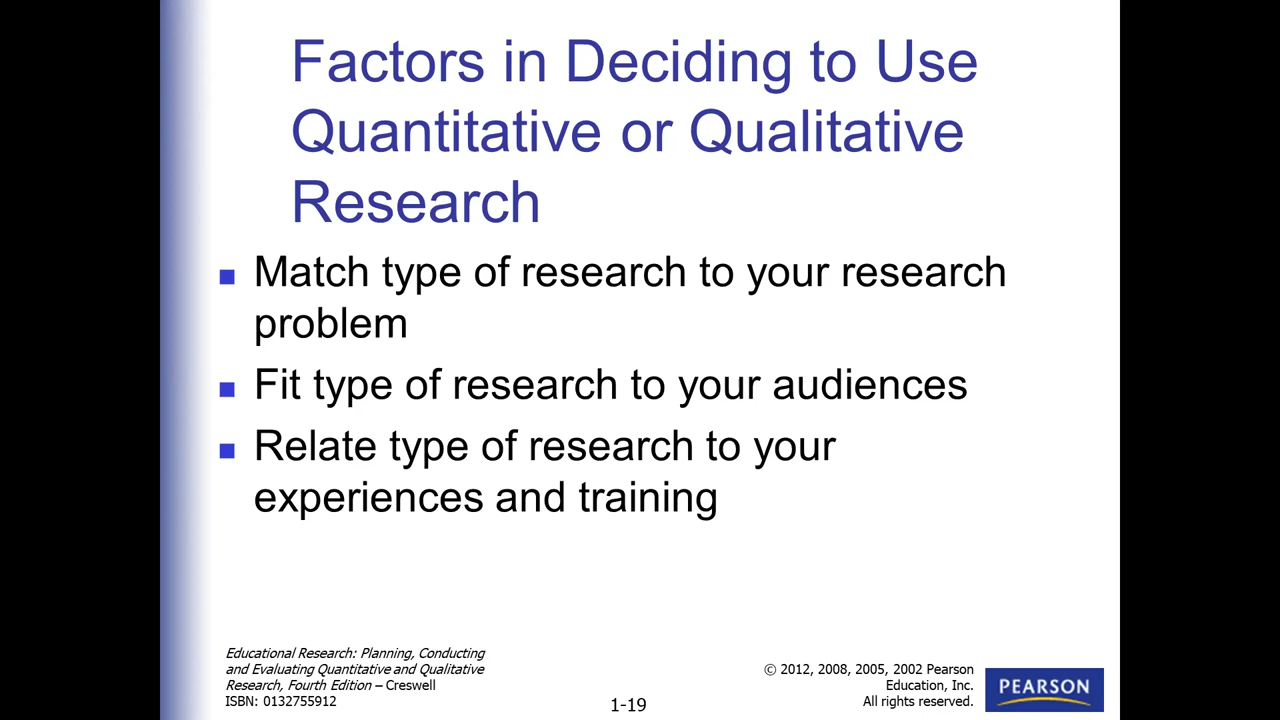 Factors in Deciding to Use
Quantitative or Qualitative
Research
Match type of research to your research
problem
Fit type of research to your audiences
Relate type of research to your
experiences and training
Educational Research: Planning, Conducting
and Evaluating Quantitative and Qualitative
Research, Fourth Edition – Creswell
ISBN: 0132755912
1-19
© 2012, 2008, 2005, 2002 Pearson
Education, Inc.
All rights reserved.
PEARSON